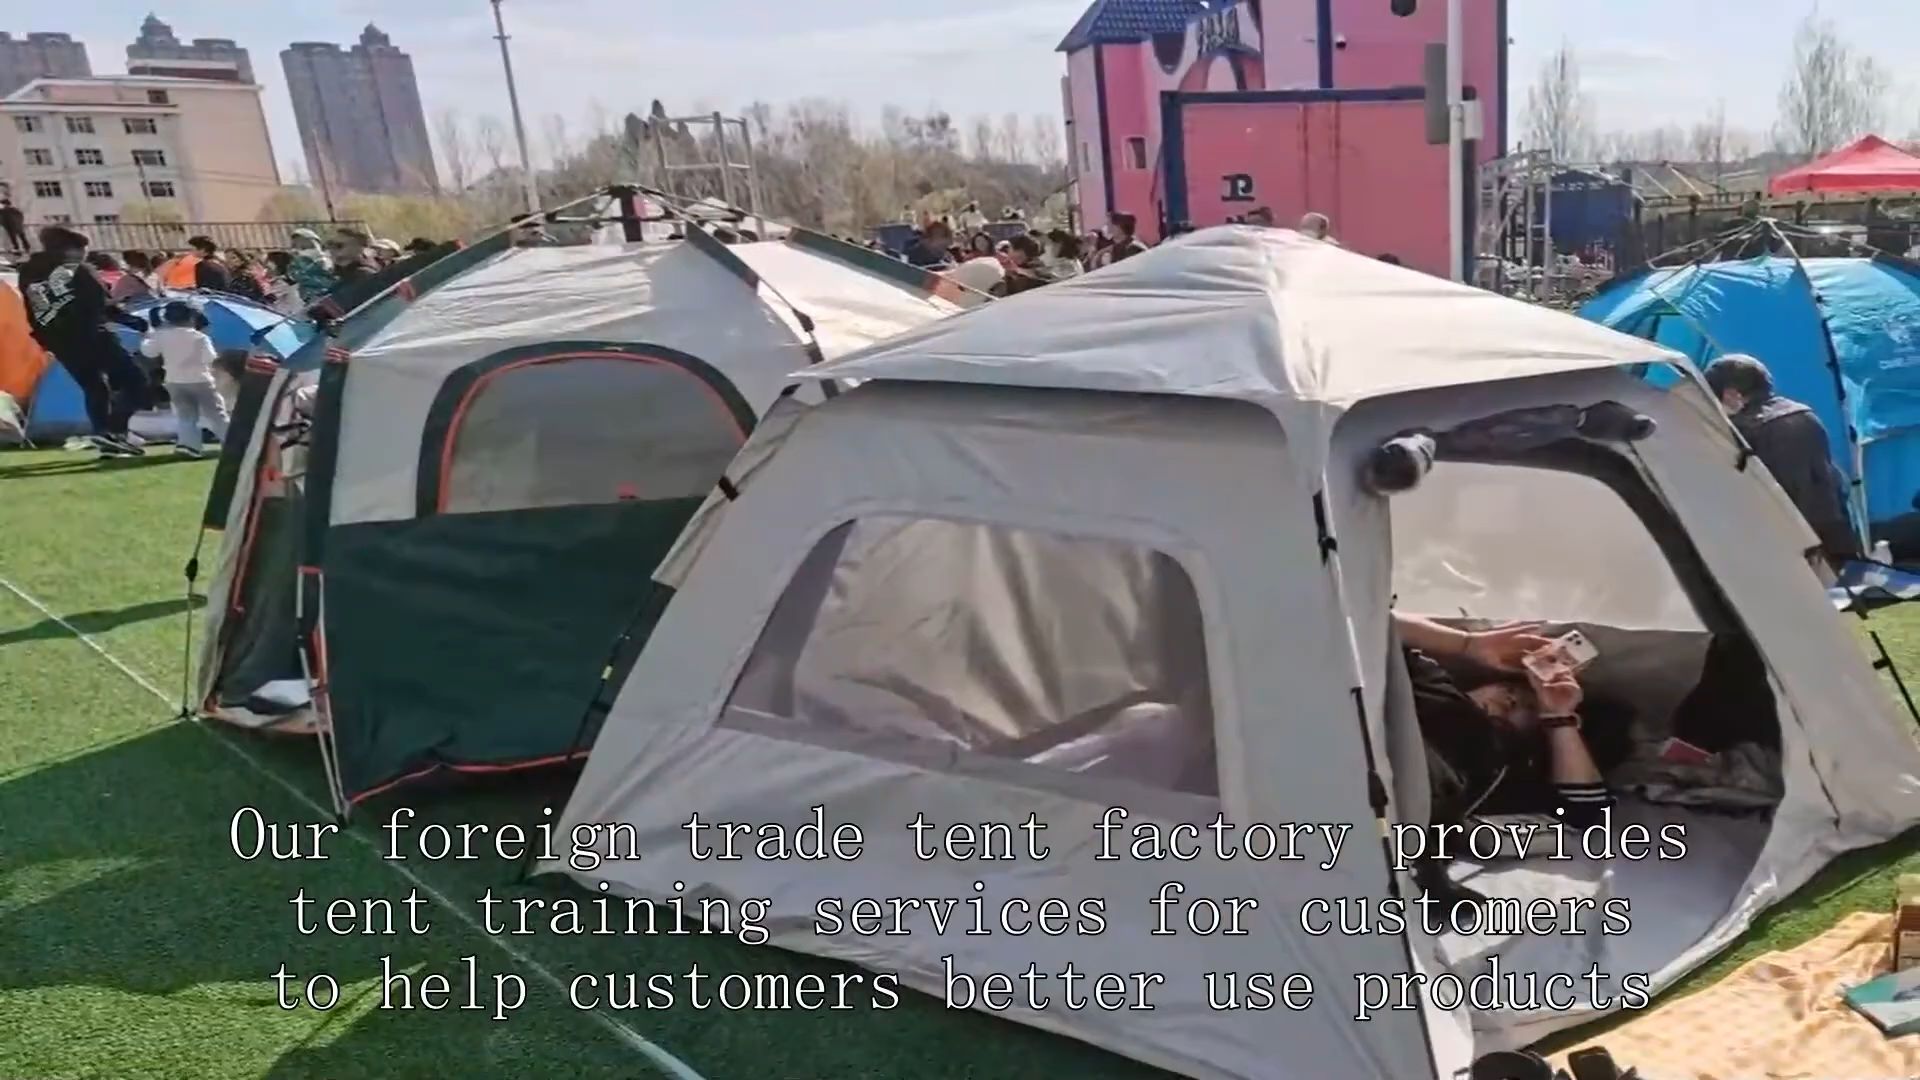 Our foreign trade tent factory provides
tent training services for customers
to help customers better use products